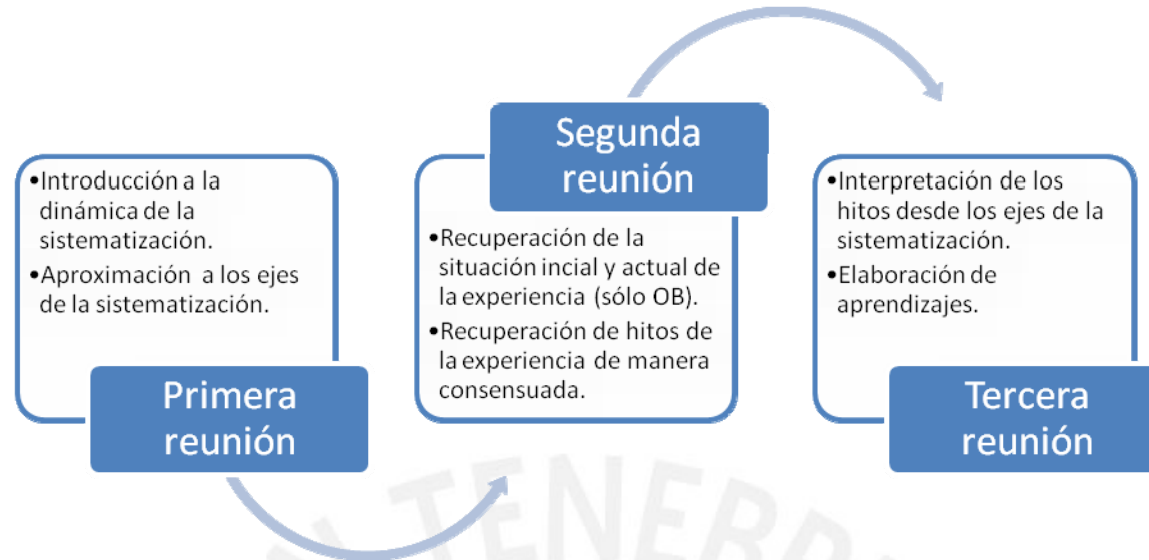 •Introducción a la
dinámica de la
sistematización.
•Aproximación a los ejes
de la sistematización.
Primera
reunión
Segunda
reunión
•Recuperación de la
situación incial y actual de
la experiencia (sólo OB).
•Recuperación de hitos de
la experiencia de manera
consensuada.
•Interpretación de los
hitos desde los ejes de la
sistematización.
•Elaboración de
aprendizajes.
Tercera
reunión